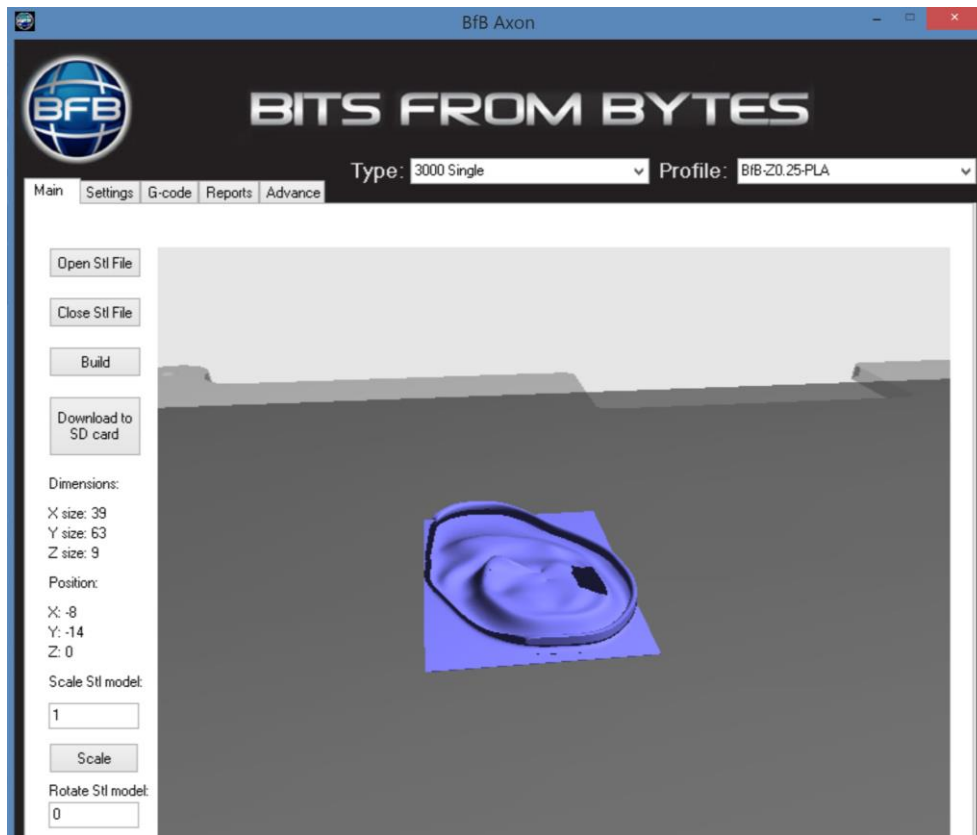 BfB Axon
BFB
BITS FROM BYTES
Type: 3000 Single Profile: BfB-Z0.25-PLA
Main Settings G-code Reports Advance
Open Stl File
Close Stl File
Build
Download to
SD card
Dimensions:
X size: 39
Y size: 63
Z size: 9
Position:
X: -8
Y: -14
Z: 0
Scale Stl model:
1
Scale
Rotate Stl model:
0